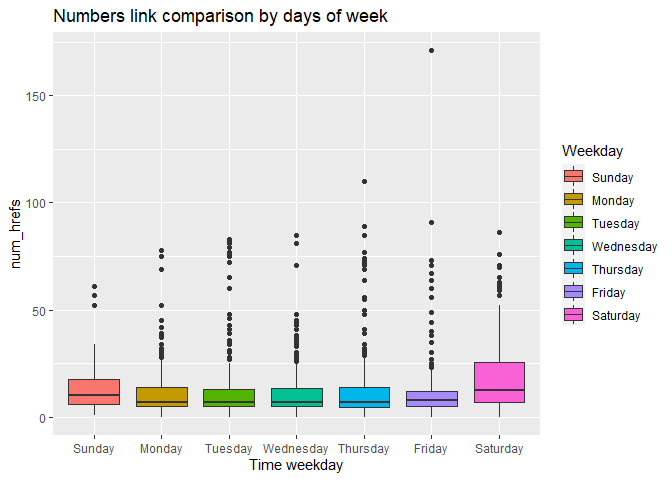 Numbers link comparison by days of week
num_hrefs
150
100
50
0
Sunday Monday Tuesday Wednesday Thursday Friday Saturday
Time weekday
Weekday
Sunday
Monday
Tuesday
Wednesday
Thursday
Friday
Saturday